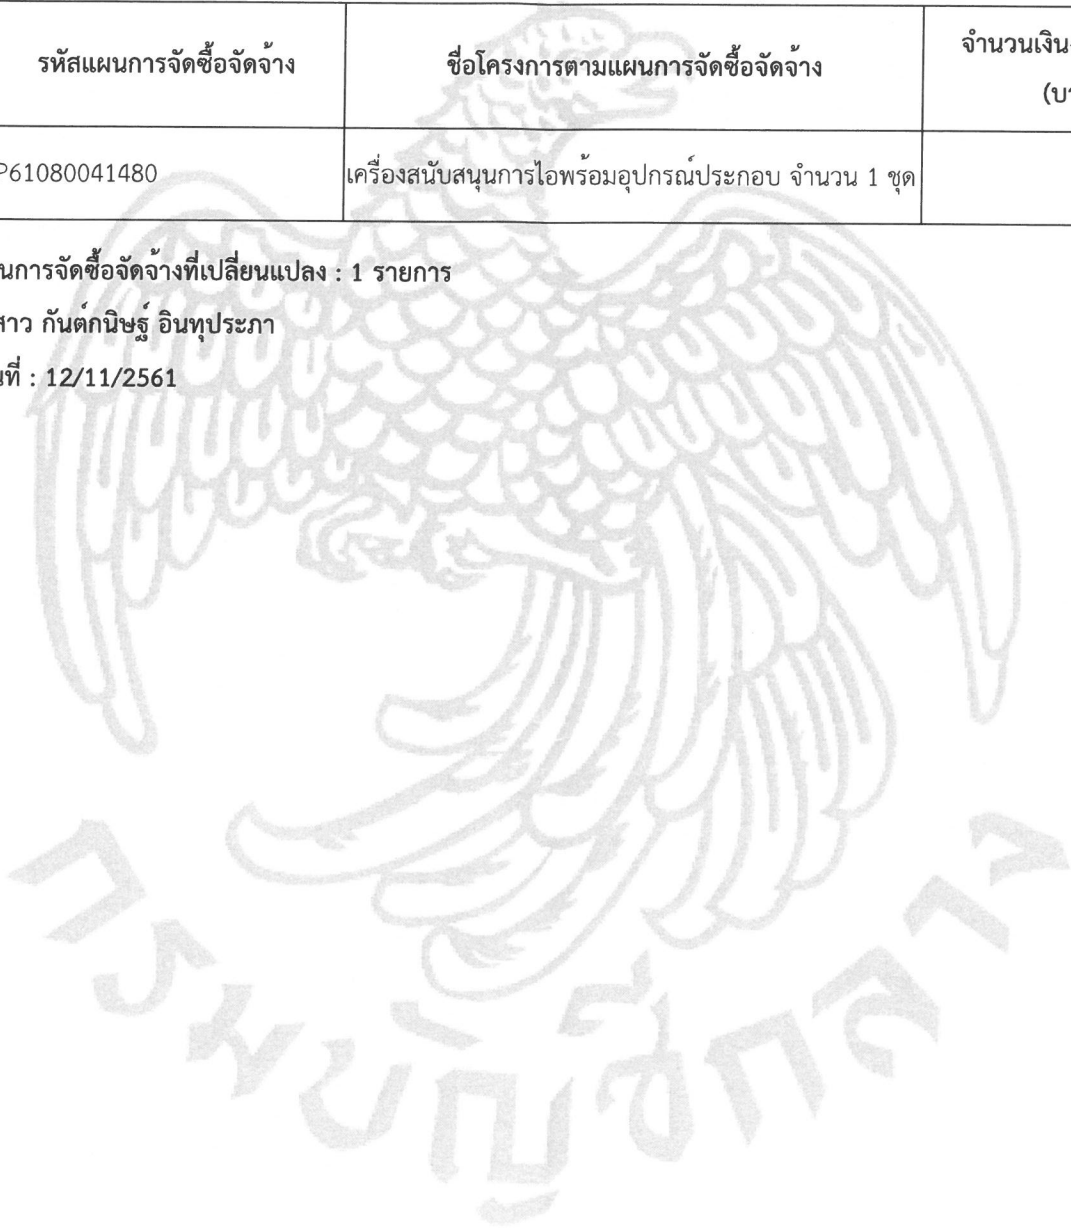 รหัสแผนการจัดซื้อจัดจ้าง
ชื่อโครงการตามแผนการจัดซื้อจัดจ้าง
จำนวนเงิน
P61080041480
เครื่องสนับสนุนการไอพร้อมอุปกรณ์ประกอบ จำนวน 1 ชุด
นการจัดซื้อจัดจ้างที่เปลี่ยนแปลง : 1 รายการ
สาว กันต์กนิษฐ์ อินทุประภา
นที่ : 12/11/2561
กรมบัญชีกลาง